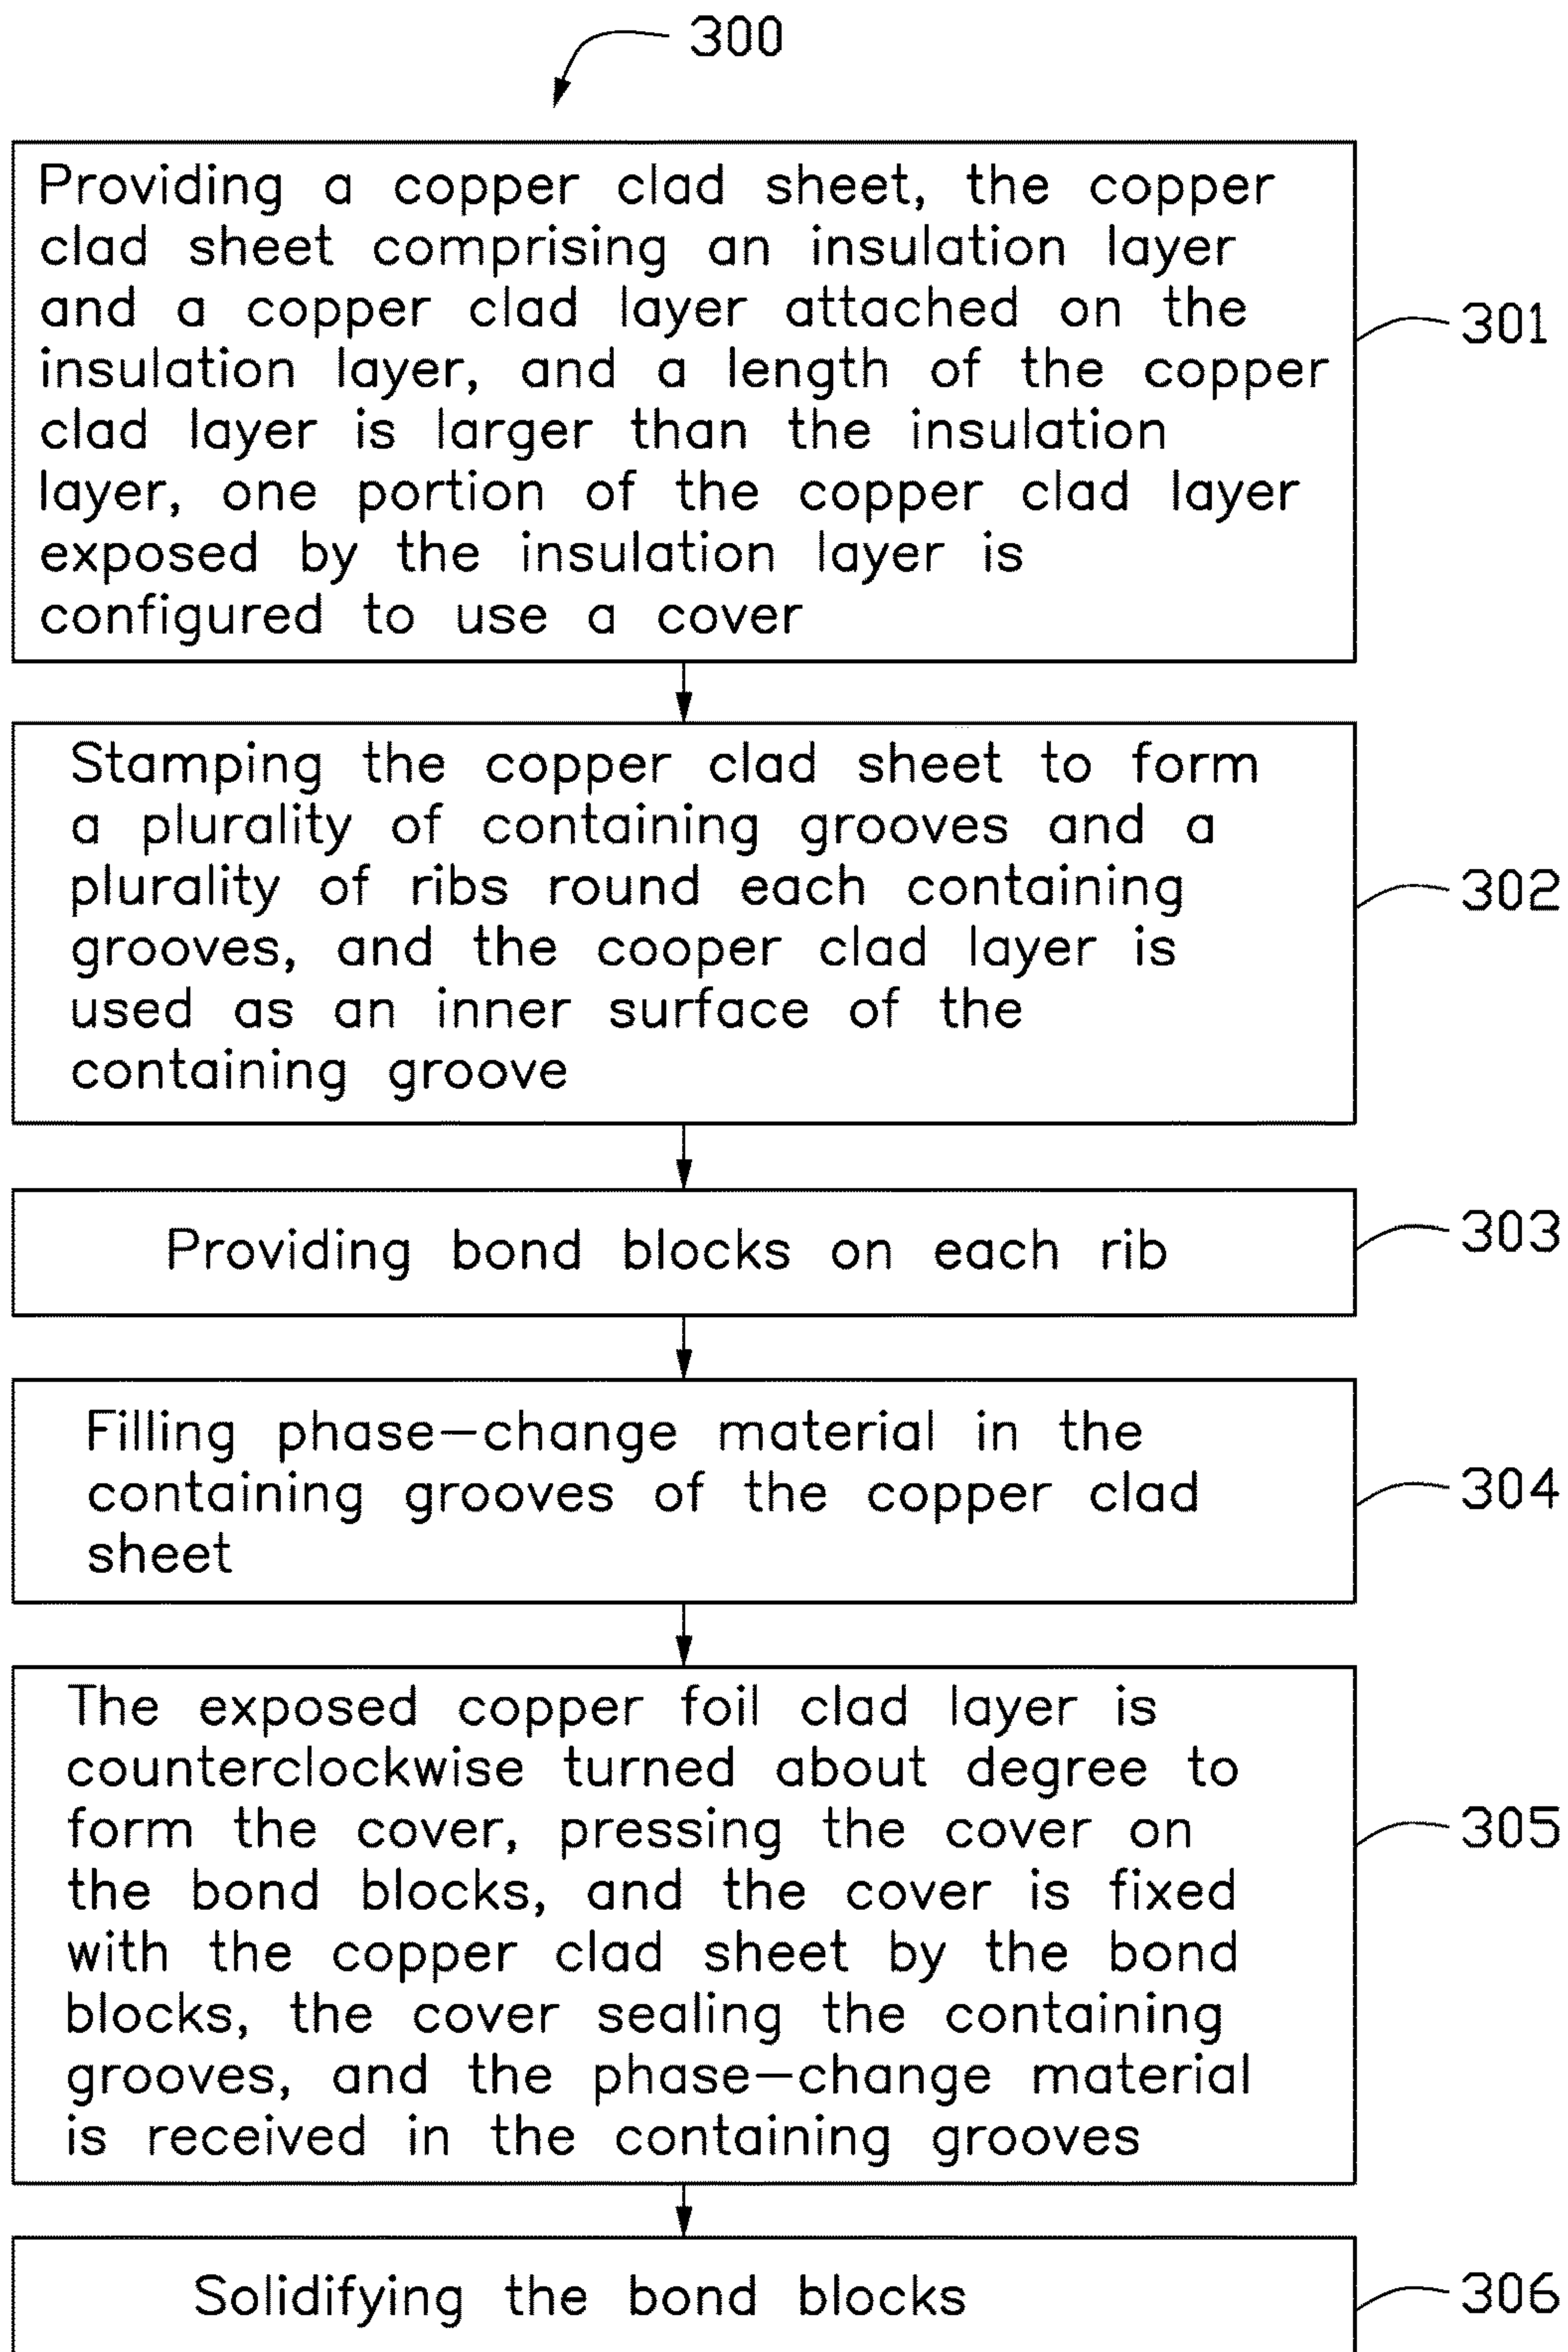 300
Providing a copper clad sheet, the copper
clad sheet comprising an insulation layer
and a copper clad layer attached on the
insulation layer, and a length of the copper
clad layer is larger than the insulation
layer, one portion of the copper clad layer
exposed by the insulation layer is
configured to use a cover
301
Stamping the copper clad sheet to form
a plurality of containing grooves and a
plurality of ribs round each containing
grooves, and the cooper clad layer is
used as an inner surface of the
containing groove
302
Providing bond blocks on each rib
303
Filling phase-change material in the
containing grooves of the copper clad
sheet
304
The exposed copper foil clad layer is
counterclockwise turned about degree to
form the cover, pressing the cover on
the bond blocks, and the cover is fixed
with the copper clad sheet by the bond
blocks, the cover sealing the containing
grooves, and the phase-change material
is received in the containing grooves
305
Solidifying the bond blocks
306